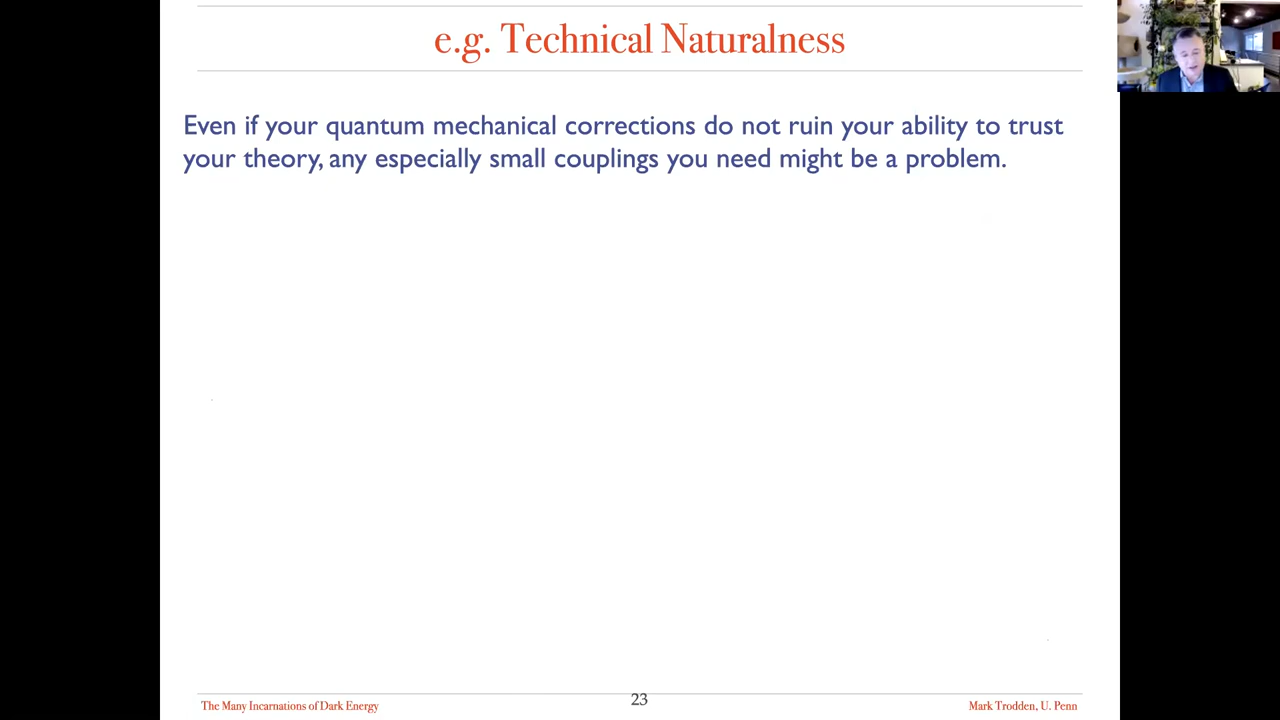 e.g. Technical Naturalness
Even if your quantum mechanical corrections do not ruin your ability to trust
your theory, any especially small couplings you need might be a problem.
The Many Incarnations of Dark Energy
23
Mark Trodden, U. Penn